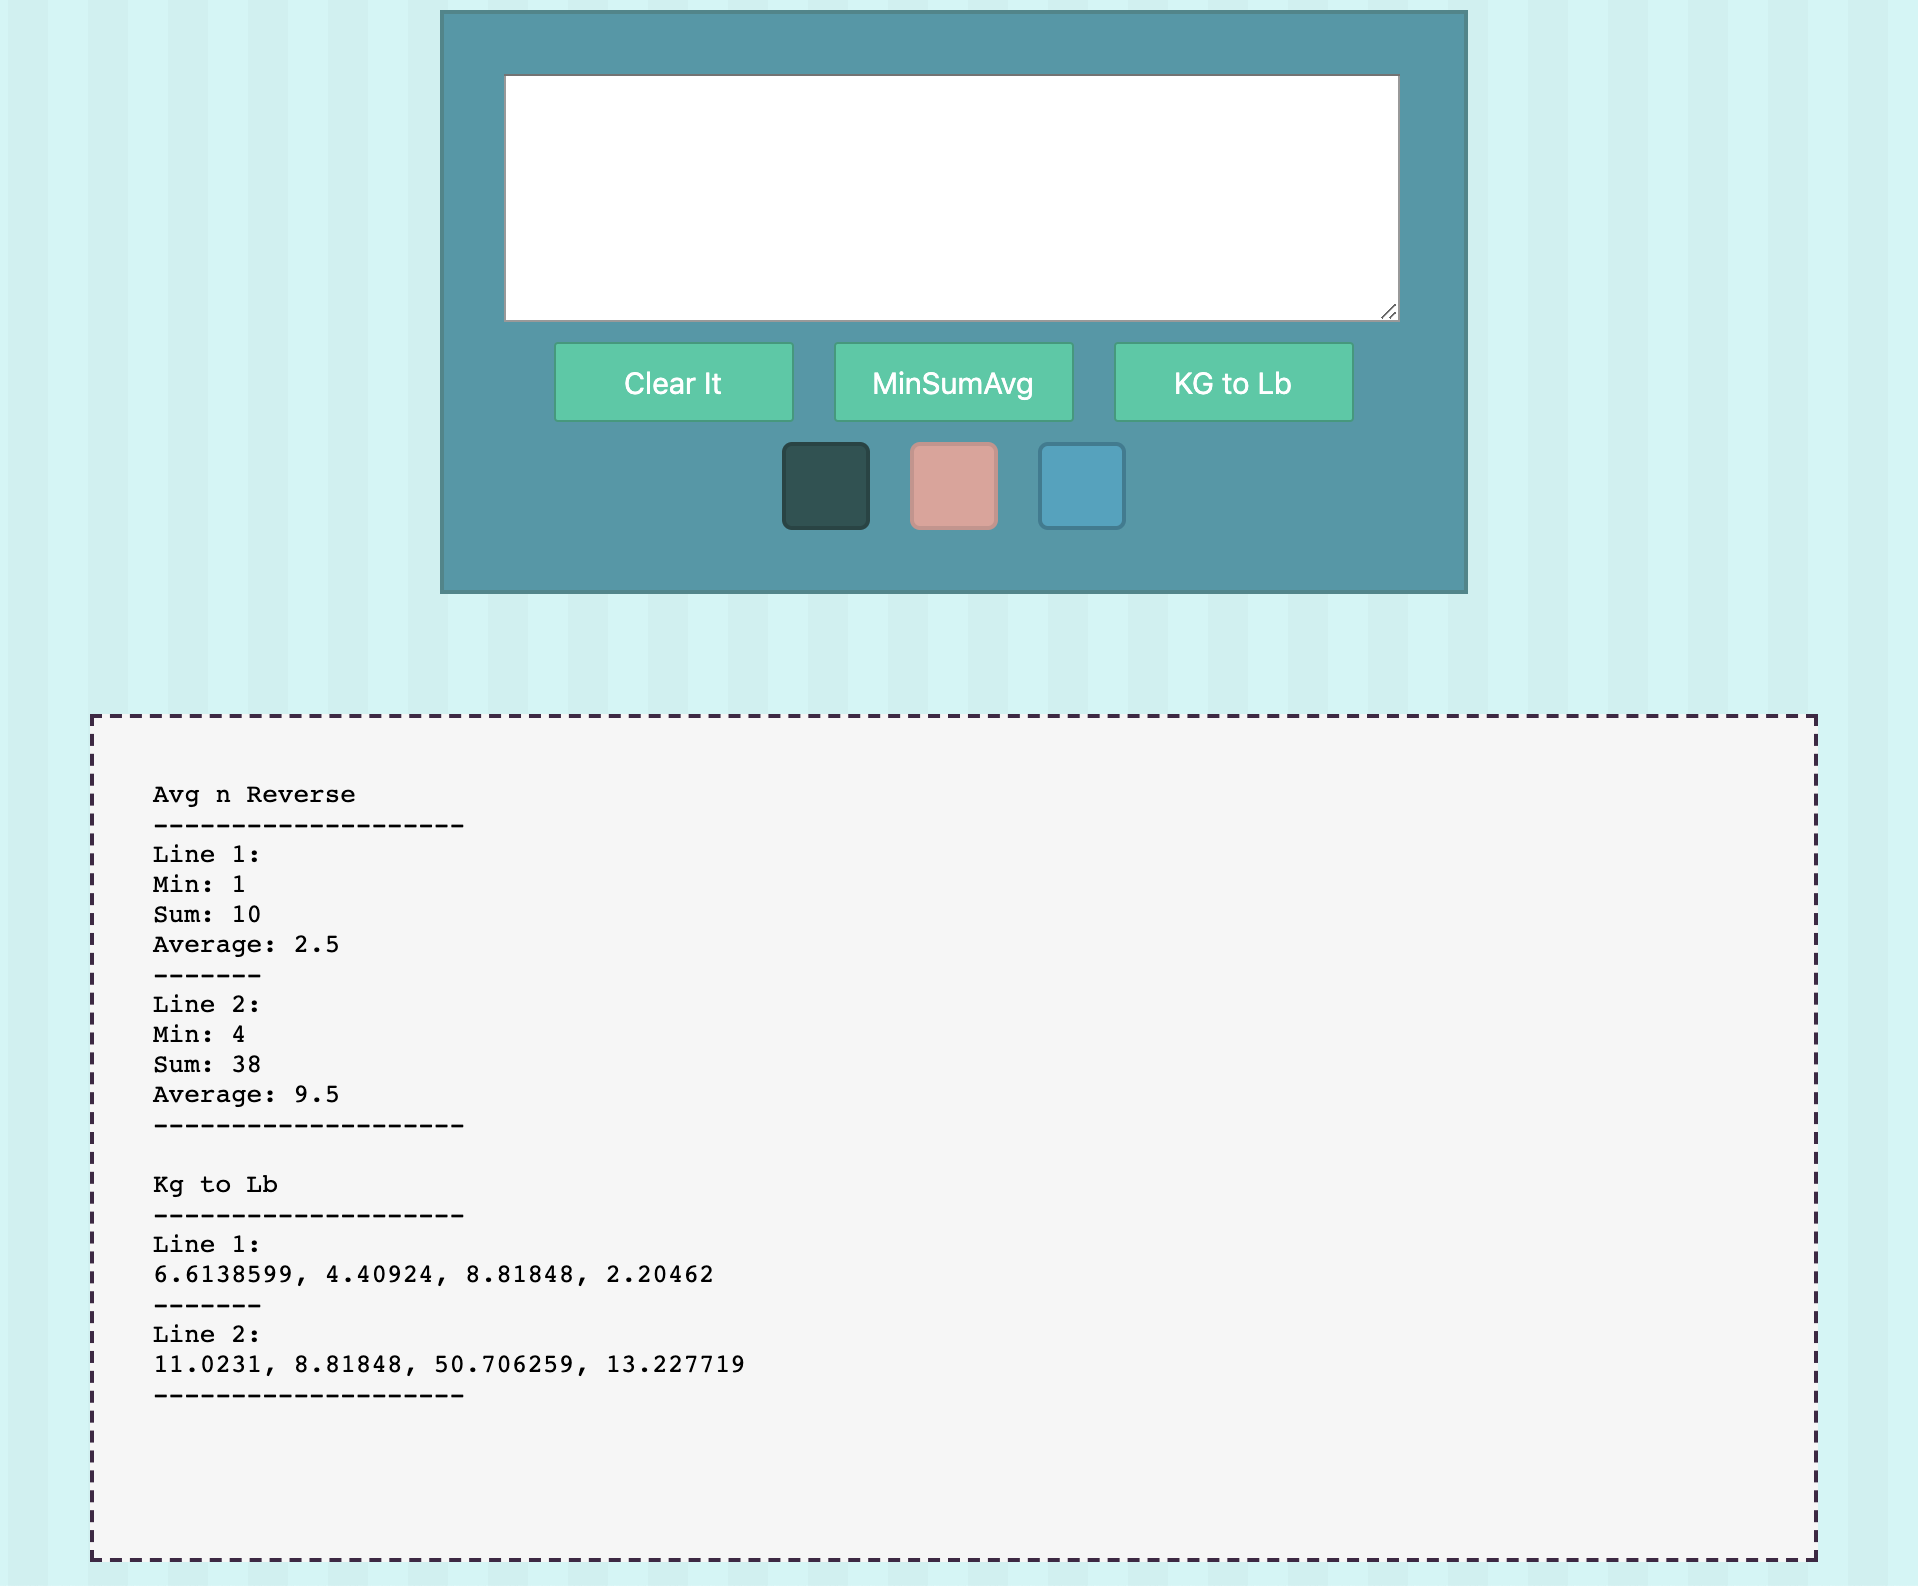 Clear It
MinSumAvg
KG to Lb
Avg n Reverse
--------------------
Line 1:
Min: 1
Sum: 10
Average: 2.5
-------
Line 2:
Min: 4
Sum: 38
Average: 9.5
--------------------
Kg to Lb
--------------------
Line 1:
6.6138599, 4.40924, 8.81848, 2.20462
-------
Line 2:
11.0231, 8.81848, 50.706259, 13.227719
--------------------